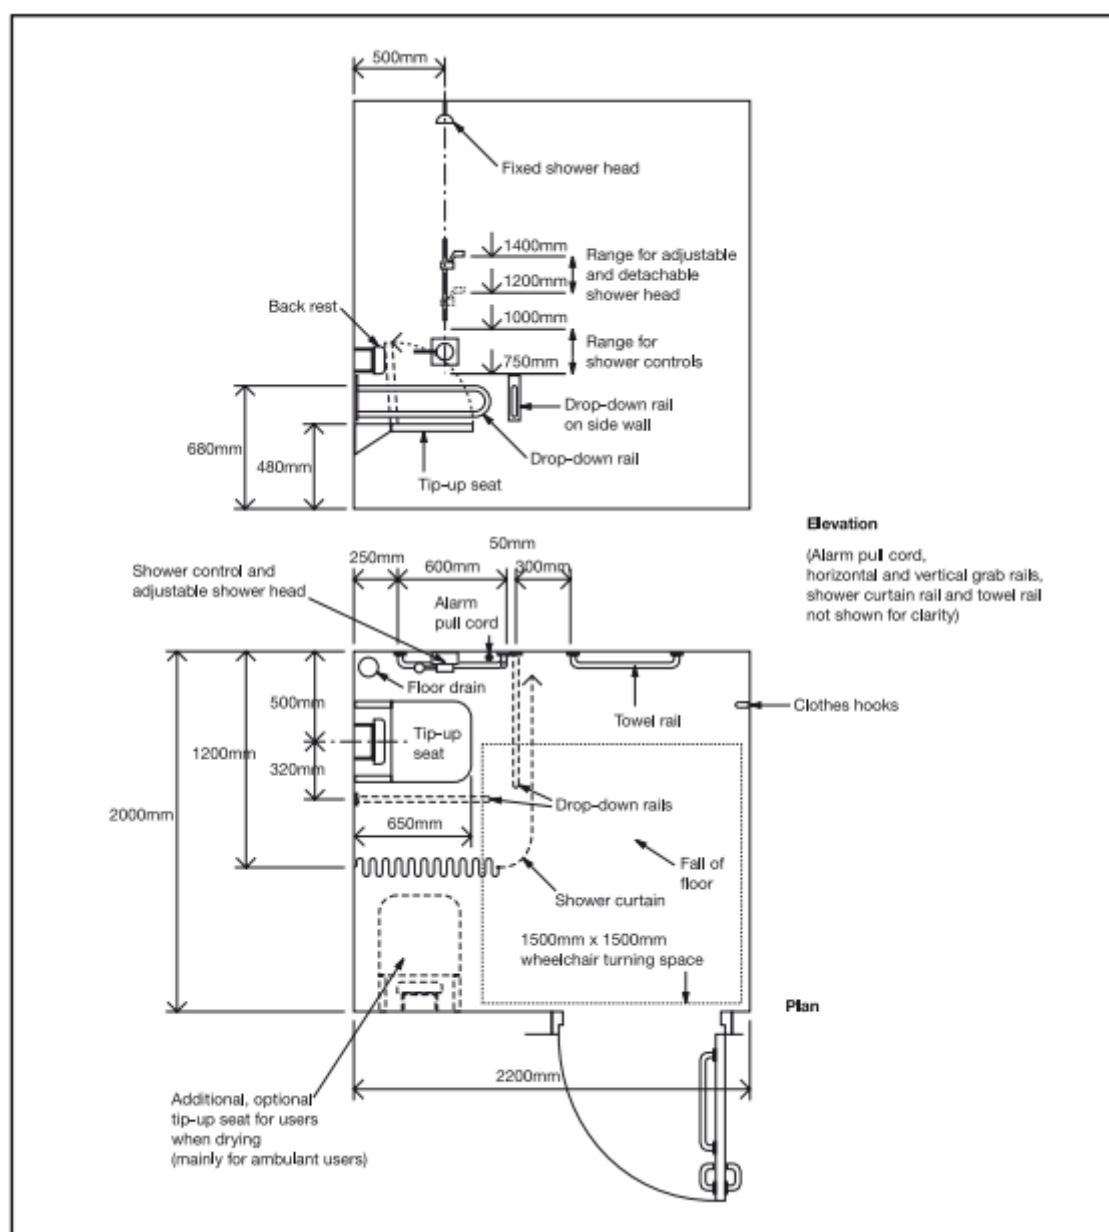 500mm
Fixed shower head
1400mm
Range for adjustable
and detachable
shower head
1200mm
Back rest
1000mm
Range for
shower controls
750mm
Drop-down rail
on side wall
680mm
480mm
Drop-down rail
Tip-up seat
Elevation
(Alarm pull cord,
horizontal and vertical grab rails,
shower curtain rail and towel rail
not shown for clarity)
50mm
250mm
600mm
300mm
Shower control and
adjustable shower head
Alarm
pull cord
Floor drain
Towel rail
Clothes hooks
500mm
Tip-up
seat
1200mm
320mm
2000mm
Drop-down rails
650mm
Fall of
floor
Shower curtain
1500mm x 1500mm
wheelchair turning space
Plan
2200mm
Additional, optional
tip-up seat for users
when drying
(mainly for ambulant users)